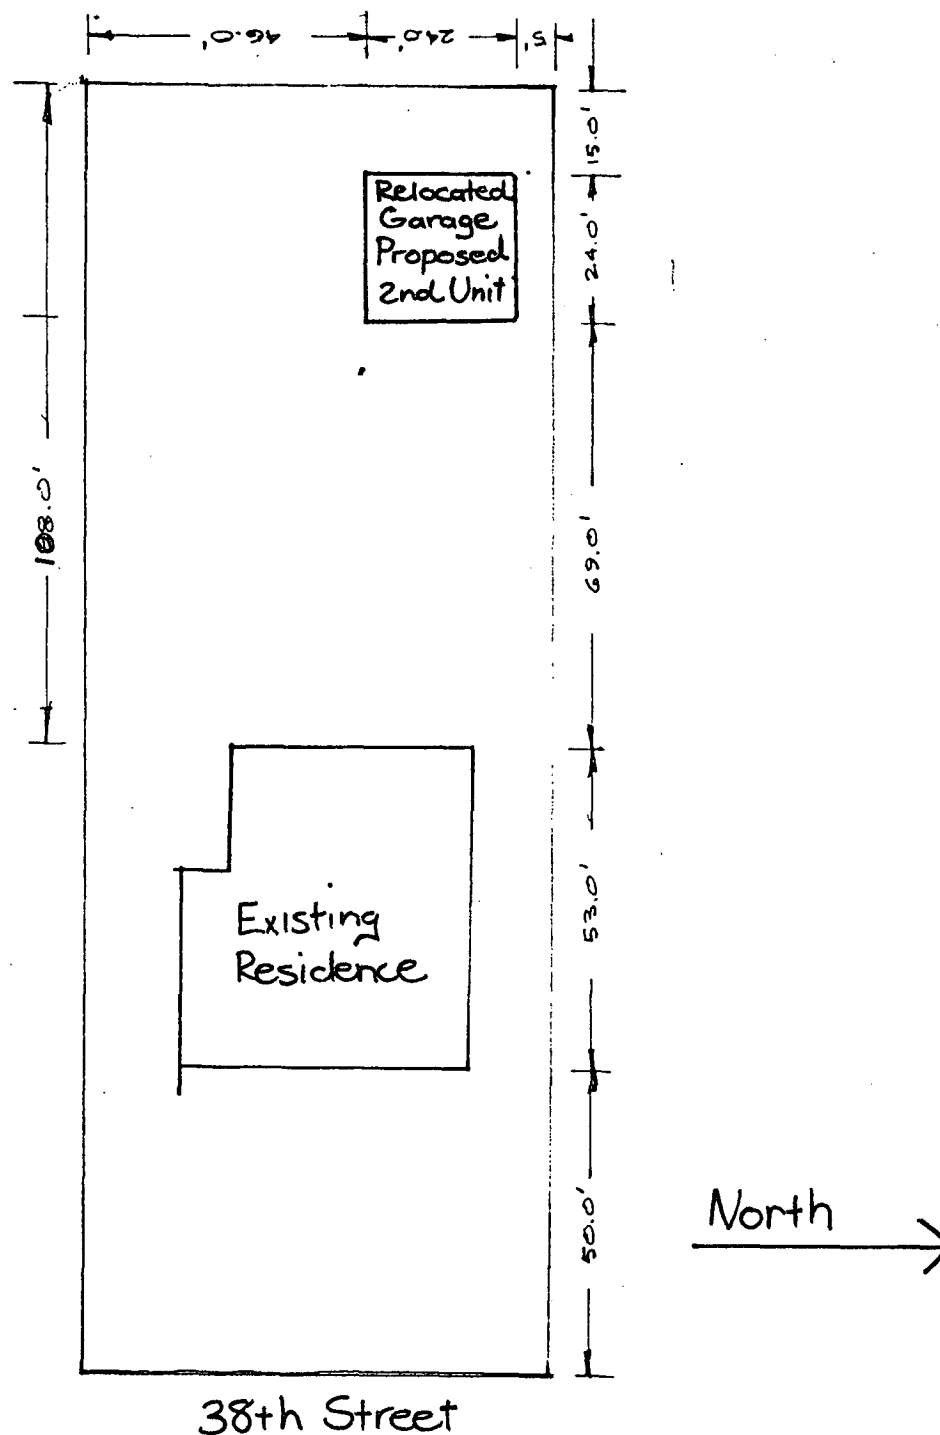 46.0'
24.0'
5'
15.0'
Relocated
Garage
Proposed
2nd Unit
24.0'
108.0'
69.0'
Existing
Residence
53.0'
50.0'
North
38th Street